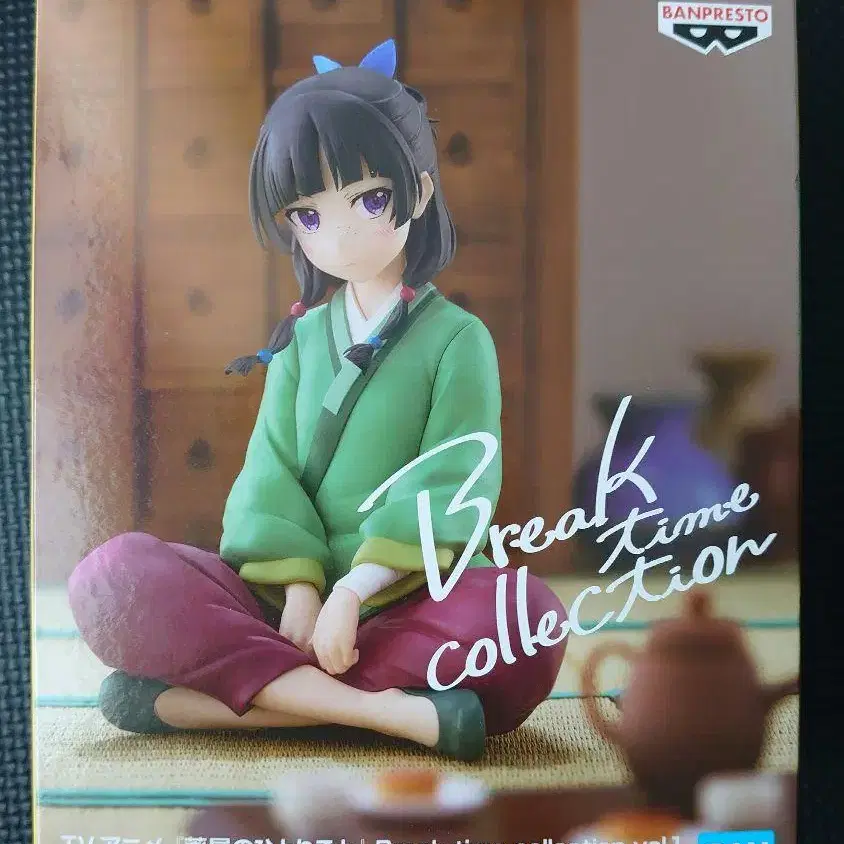 BANPRESTO
Break
time
collection
TVアニメ『薬屋のひとりごと』Break time collection vol.1